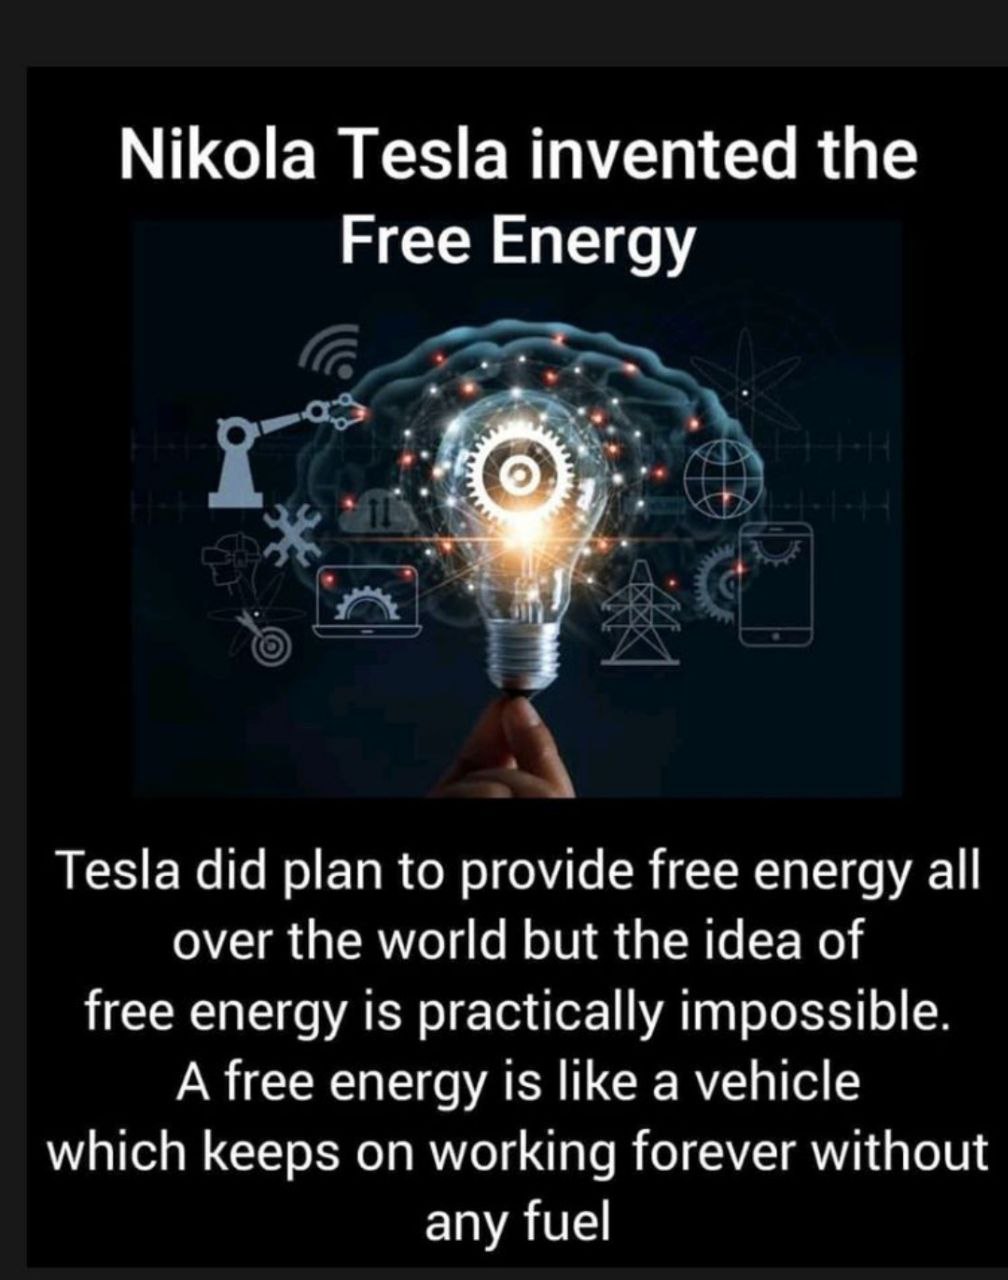 Nikola Tesla invented the
Free Energy
Tesla did plan to provide free energy all
over the world but the idea of
free energy is practically impossible.
A free energy is like a vehicle
which keeps on working forever without
any fuel